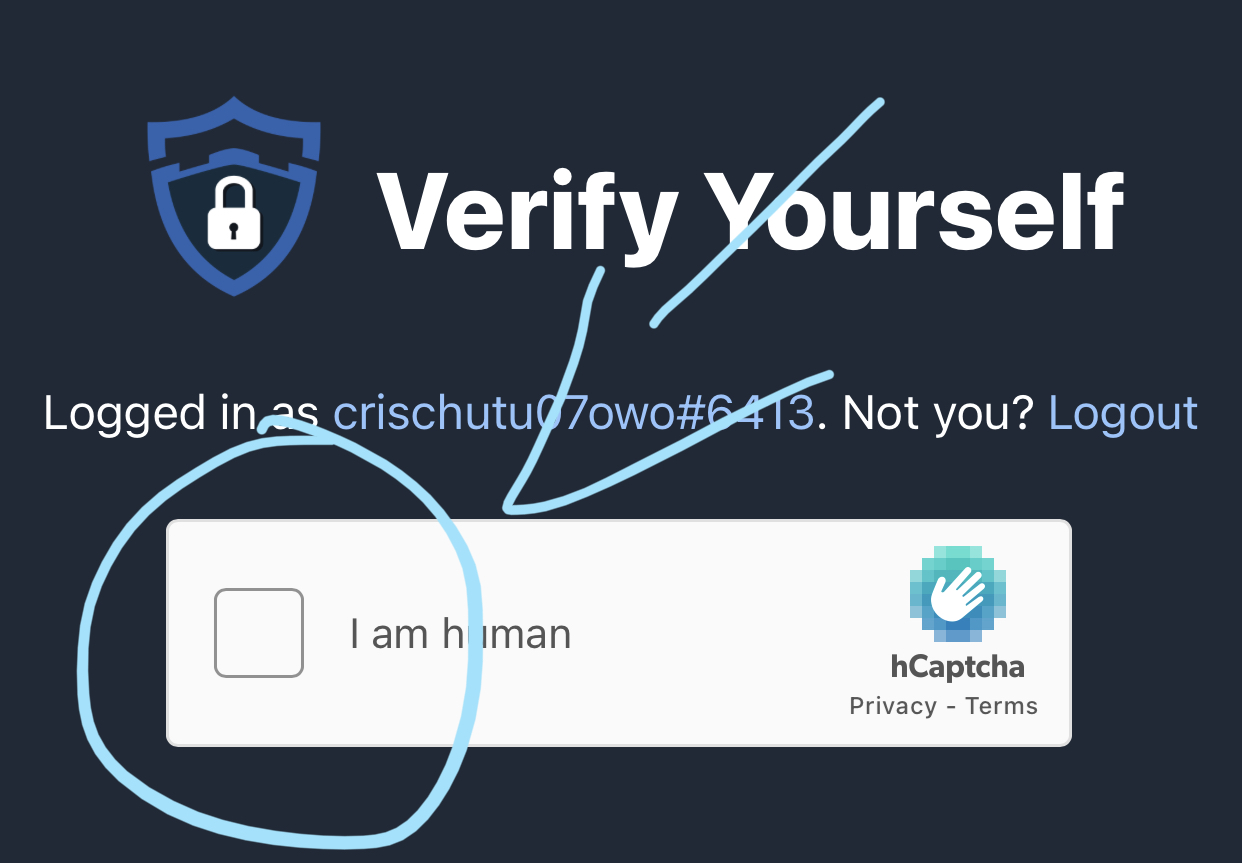 Verify Yourself
Logged in as crischutu07owo#6413. Not you? Logout
I am human
hCaptcha
Privacy - Terms